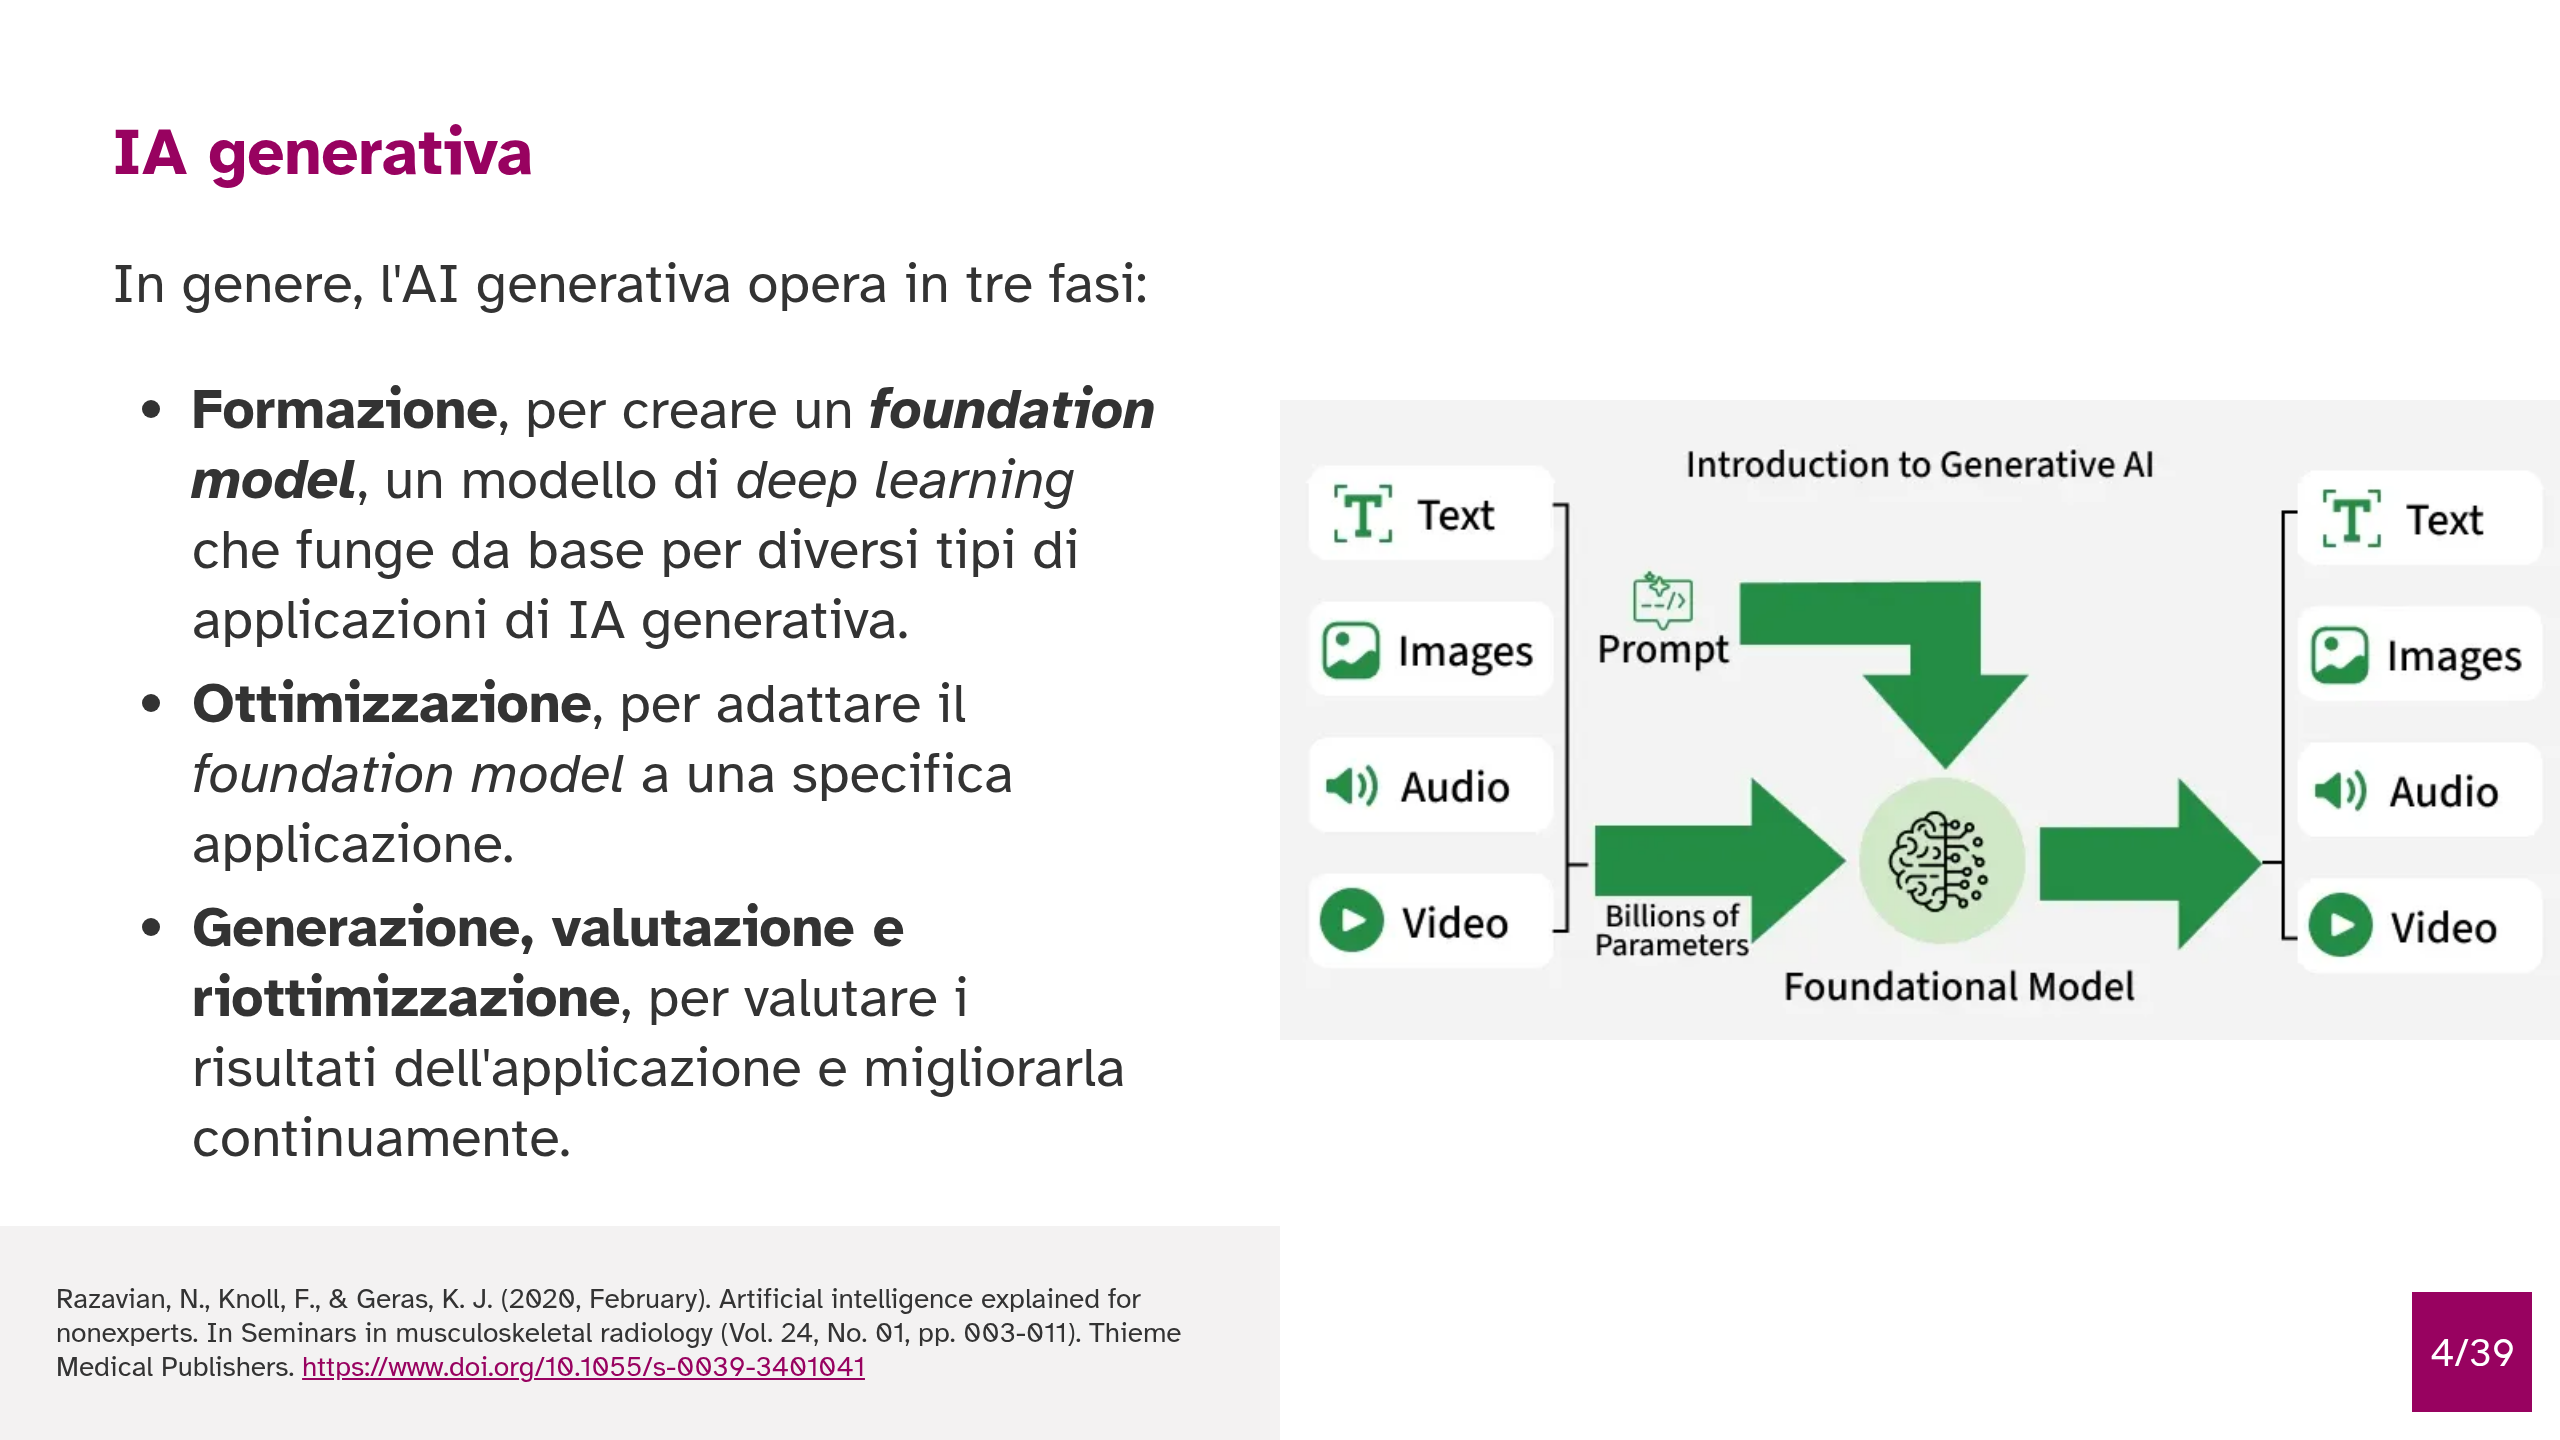 IA generativa
In genere, l'AI generativa opera in tre fasi:
• Formazione, per creare un foundation
model, un modello di deep learning
che funge da base per diversi tipi di
applicazioni di IA generativa.
• Ottimizzazione, per adattare il
foundation model a una specifica
applicazione.
• Generazione, valutazione e
riottimizzazione, per valutare i
risultati dell'applicazione e migliorarla
continuamente.
Introduction to Generative AI
Text
Images
Audio
Video
Prompt
Billions of
Parameters
Foundational Model
Text
Images
Audio
Video
Razavian, N., Knoll, F., & Geras, K. J. (2020, February). Artificial intelligence explained for
nonexperts. In Seminars in musculoskeletal radiology (Vol. 24, No. 01, pp. 003-011). Thieme
Medical Publishers. https://www.doi.org/10.1055/s-0039-3401041
4/39